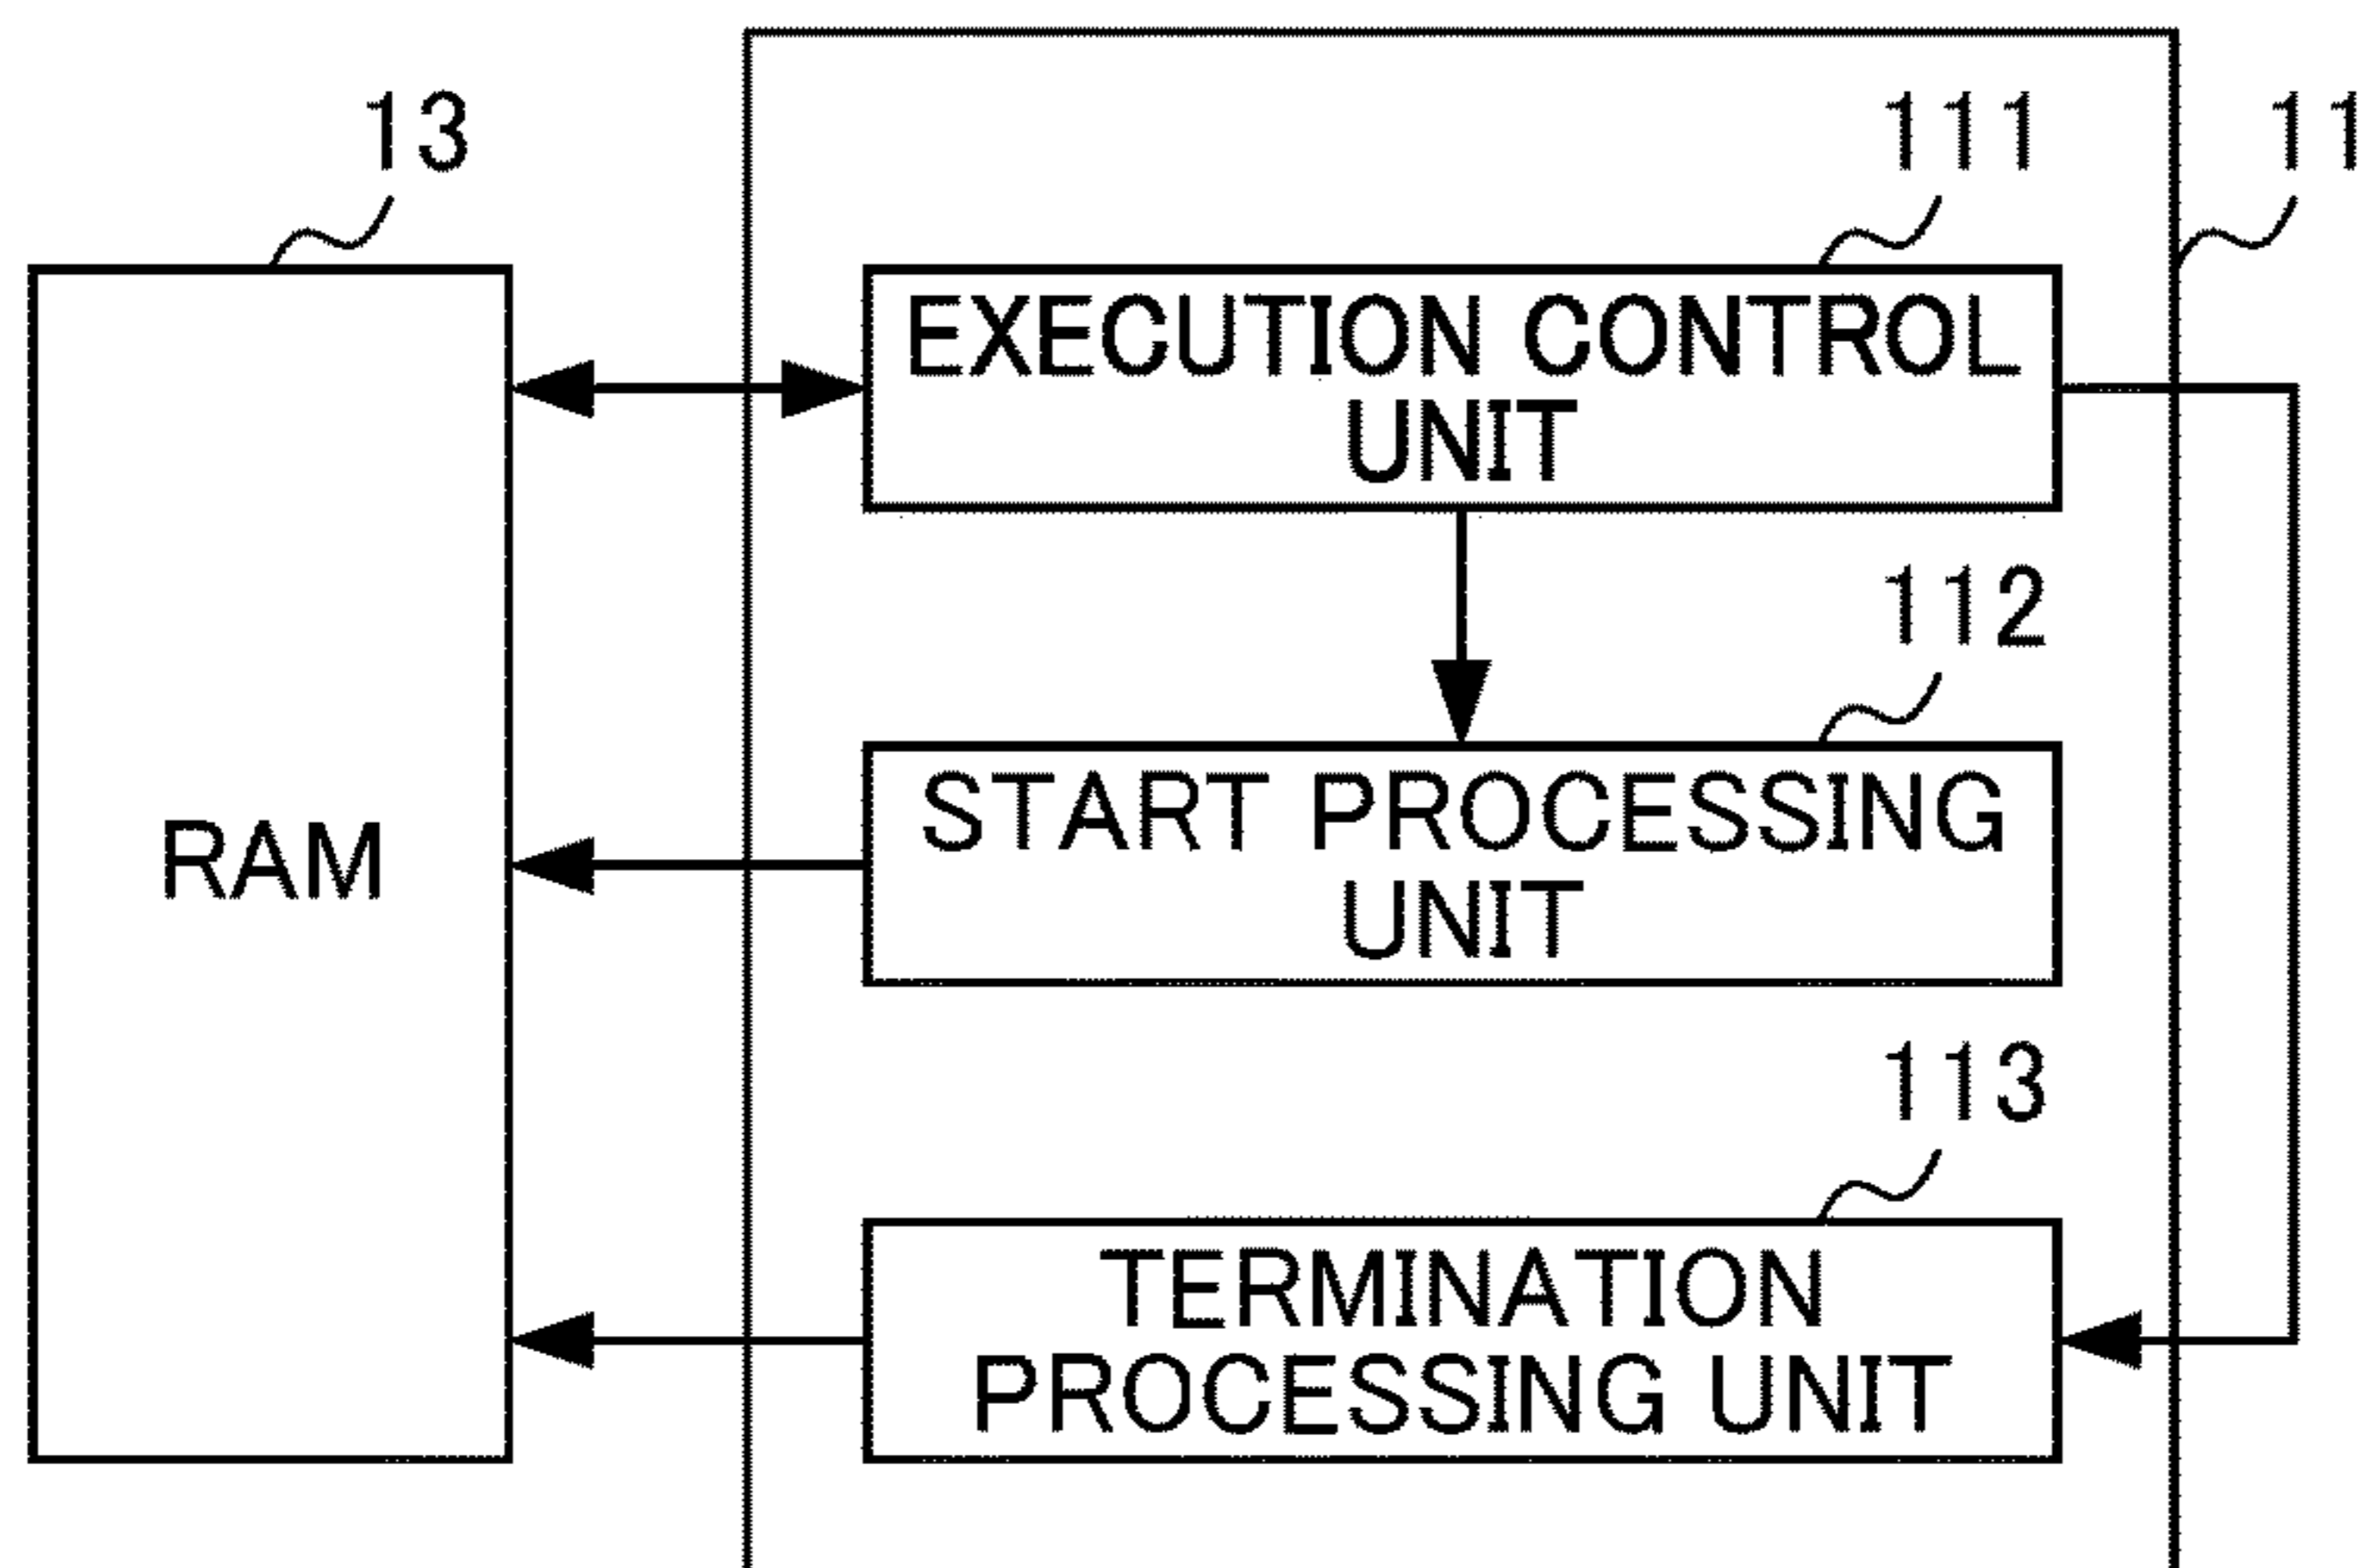 13
111
11
EXECUTION CONTROL
UNIT
112
RAM
START PROCESSING
UNIT
113
TERMINATION
PROCESSING UNIT